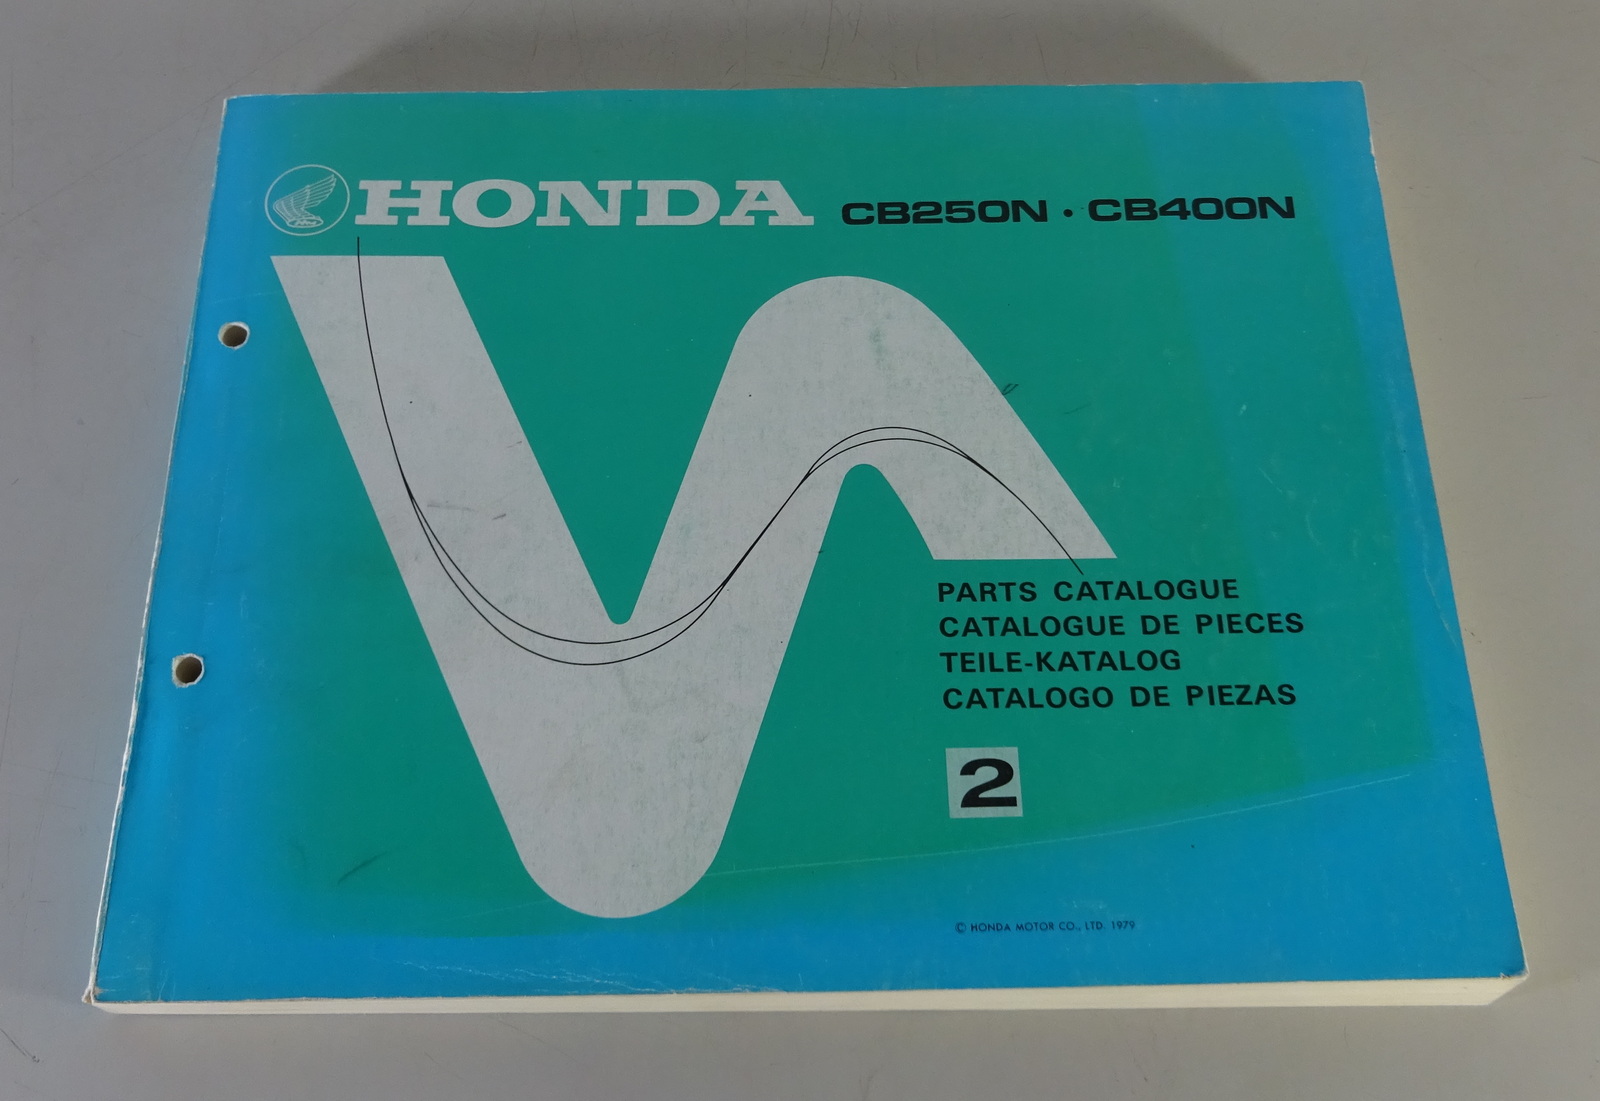 HONDA CB250N · CB400N
PARTS CATALOGUE
CATALOGUE DE PIECES
TEILE-KATALOG
CATALOGO DE PIEZAS
2
© HONDA MOTOR CO., LTD. 1979